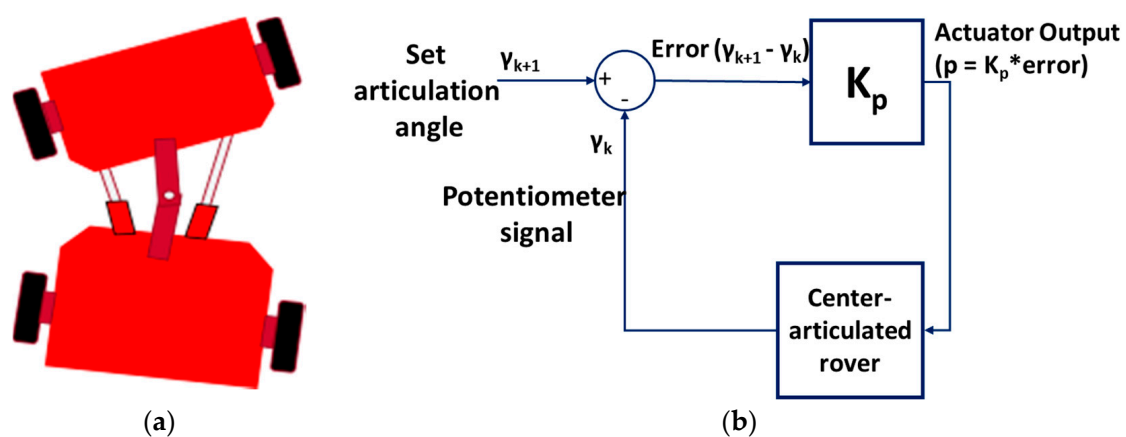 Set
articulation
angle
γk+1
+
-
Error (γk+1 - γk)
Kp
Actuator Output
(p = Kp*error)
γk
Potentiometer
signal
Center-
articulated
rover
(a)
(b)